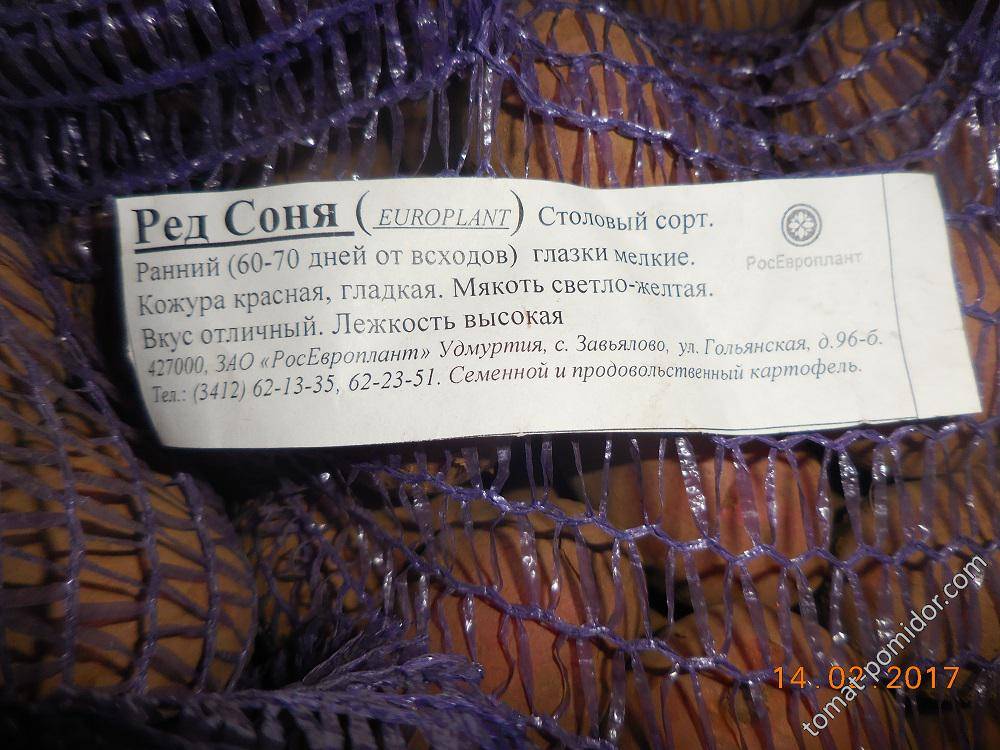 Ред Соня ( EUROPLANT) Столовый сорт.
Ранний (60-70 дней от всходов) глазки мелкие.
Кожура красная, гладкая. Мякоть светло-желтая.
Вкус отличный. Лежкость высокая
427000, ЗАО «РосЕвроплант» Удмуртия, с. Завьялово, ул. Гольянская, д.96-б.
Тел.: (3412) 62-13-35, 62-23-51. Семенной и продовольственный картофель.
РосЕвроплант
14.02.2017
tomat-pomidor.com